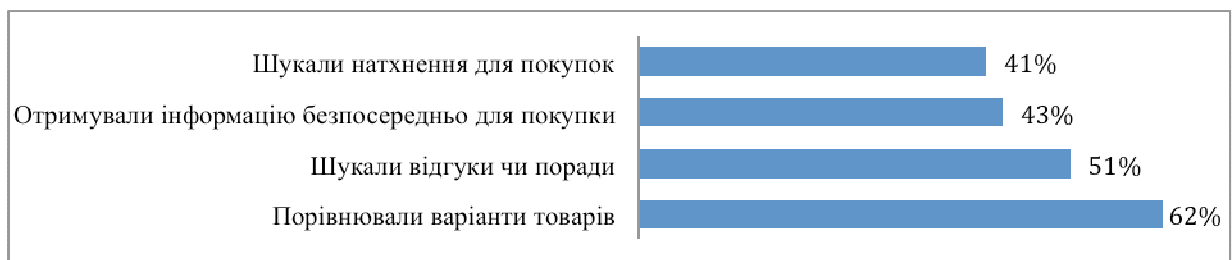 Шукали натхнення для покупок 41%
Отримували інформацію безпосередньо для покупки 43%
Шукали відгуки чи поради 51%
Порівнювали варіанти товарів 62%